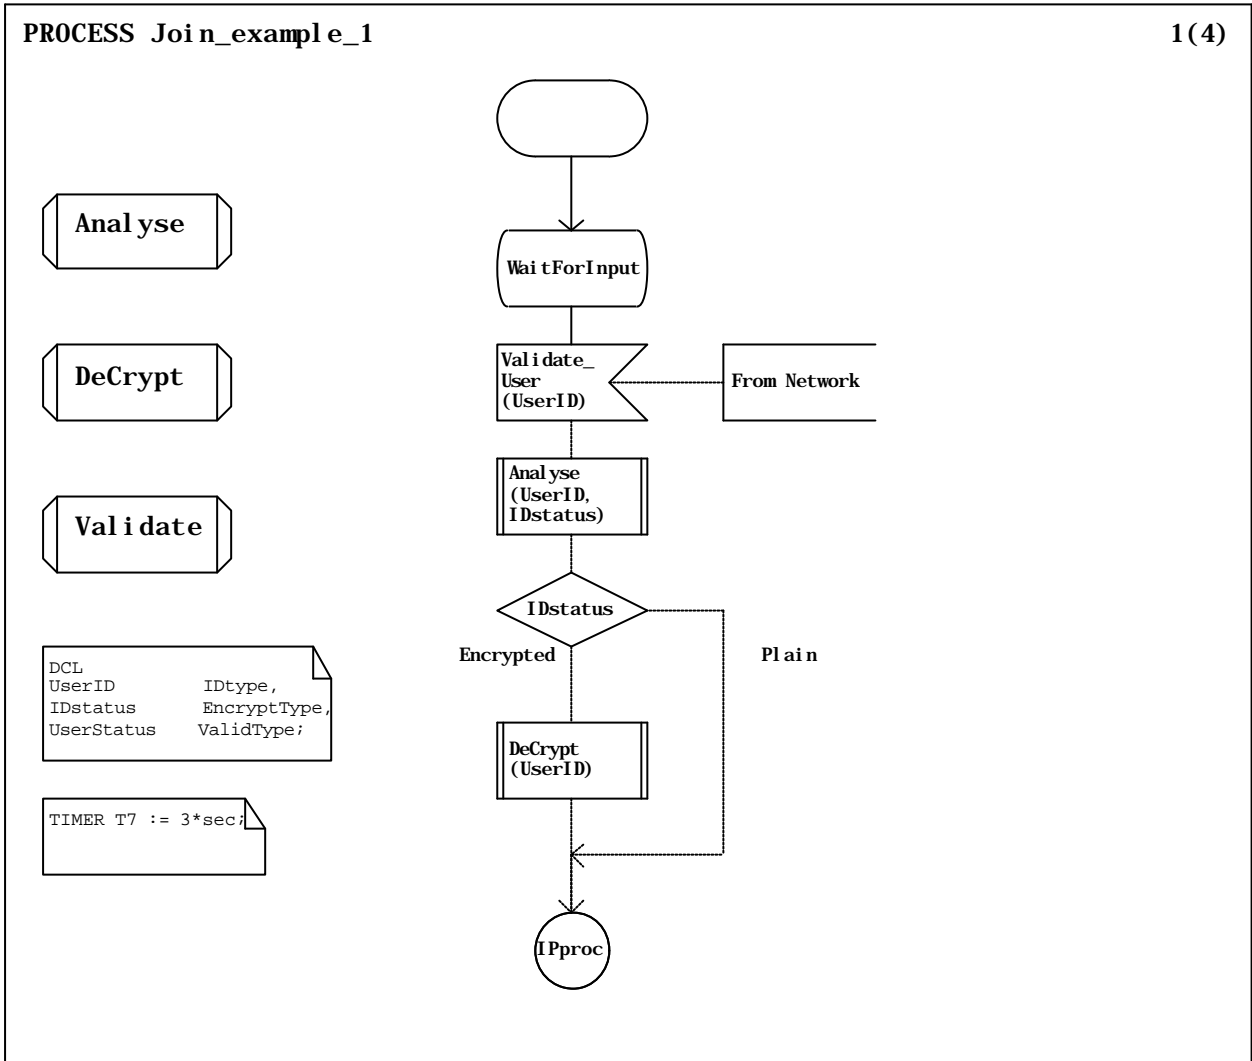 PROCESS Join_example_1
1(4)
Analyse
DeCrypt
Validate
DCL
UserID IDtype,
IDstatus EncryptType,
UserStatus ValidType;
TIMER T7 := 3*sec;
WaitForInput
Validate_
User
(UserID)
From Network
Analyse
(UserID,
IDstatus)
IDstatus
Encrypted
Plain
DeCrypt
(UserID)
IPproc